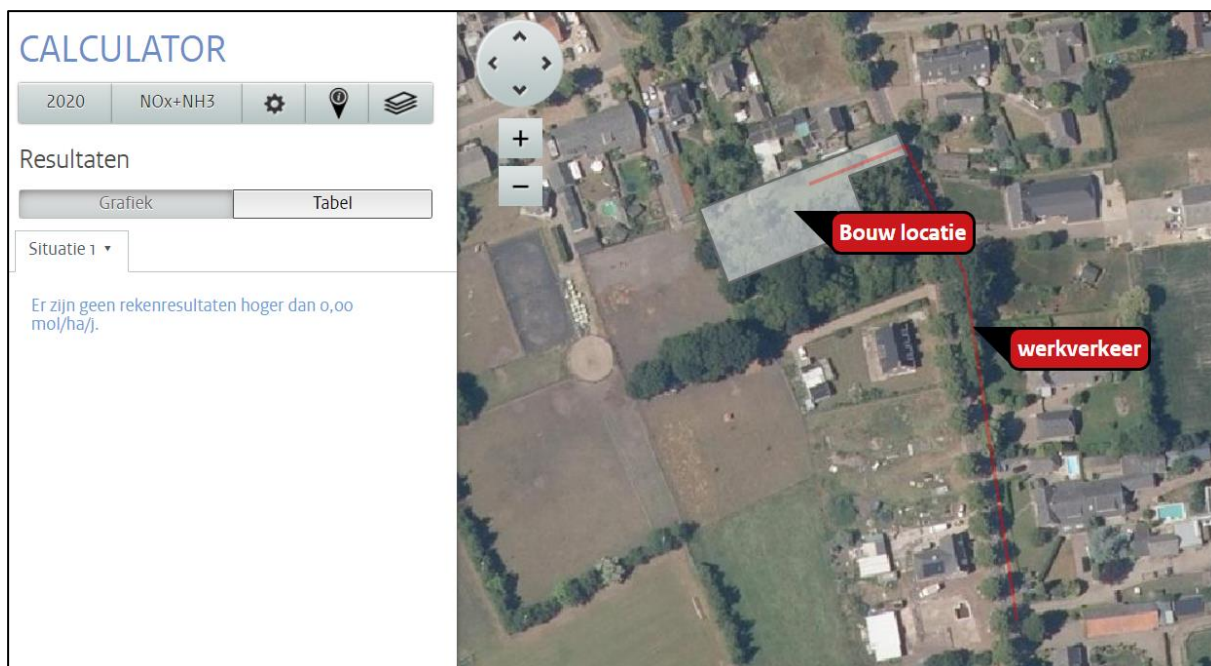 CALCULATOR
2020 NOx+NH3
Resultaten
Grafiek Tabel
Situatie 1
Er zijn geen rekenresultaten hoger dan 0,00
mol/ha/j.
+
−
Bouw locatie
werkverkeer